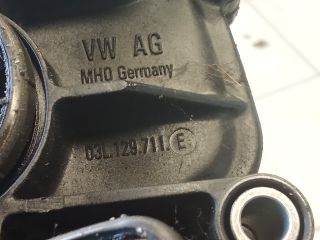 VW AG
MHO Germany
03L.129.711. E